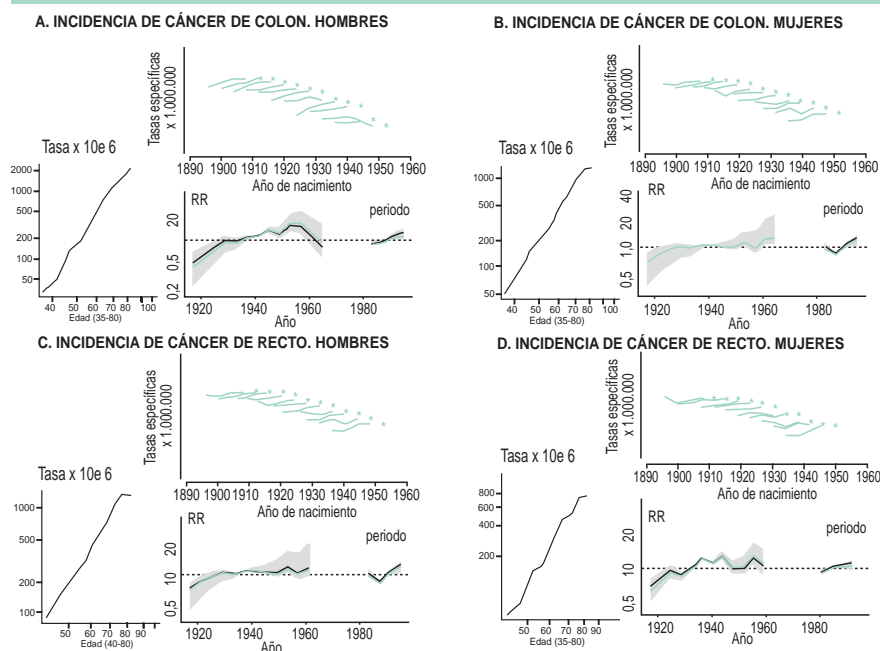 A. INCIDENCIA DE CÁNCER DE COLON. HOMBRES
Tasas específicas
x 1.000.000
1890 1900 1910 1920 1930 1940 1950 1960
Año de nacimiento
Tasa x 10e 6
2000
1000
500
200
100
50
40 50 60 70 80 100
Edad (35-80)
RR
periodo
20
0,5
0,2
1920 1940 1960 1980
Año
B. INCIDENCIA DE CÁNCER DE COLON. MUJERES
Tasas específicas
x 1.000.000
1890 1900 1910 1920 1930 1940 1950 1960
Año de nacimiento
Tasa x 10e 6
1000
500
200
100
50
40 50 60 70 80 100
Edad (35-80)
RR
periodo
40
20
1,0
0,5
1920 1940 1960 1980
Año
C. INCIDENCIA DE CÁNCER DE RECTO. HOMBRES
Tasas específicas
x 1.000.000
1890 1900 1910 1920 1930 1940 1950 1960
Año de nacimiento
Tasa x 10e 6
1000
500
200
100
50 60 70 80 90
Edad (40-80)
RR
periodo
20
10
0,5
1920 1940 1960 1980
Año
D. INCIDENCIA DE CÁNCER DE RECTO. MUJERES
Tasas específicas
x 1.000.000
1890 1900 1910 1920 1930 1940 1950 1960
Año de nacimiento
Tasa x 10e 6
800
600
400
200
50 60 70 80 90
Edad (35-80)
RR
periodo
20
10
0,5
1920 1940 1960 1980
Año